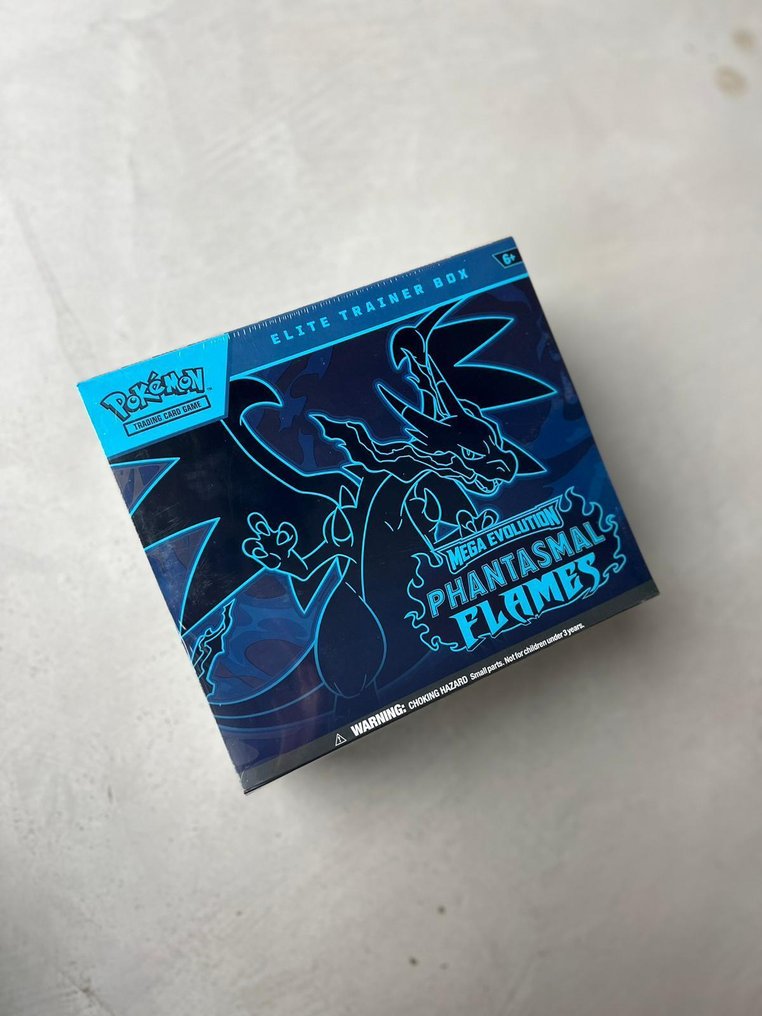 ELITE TRAINER BOX
6+
POKéMON™
TRADING CARD GAME
MEGA EVOLUTION
PHANTASMAL
FLAMES
WARNING: CHOKING HAZARD Small parts. Not for children under 3 years.